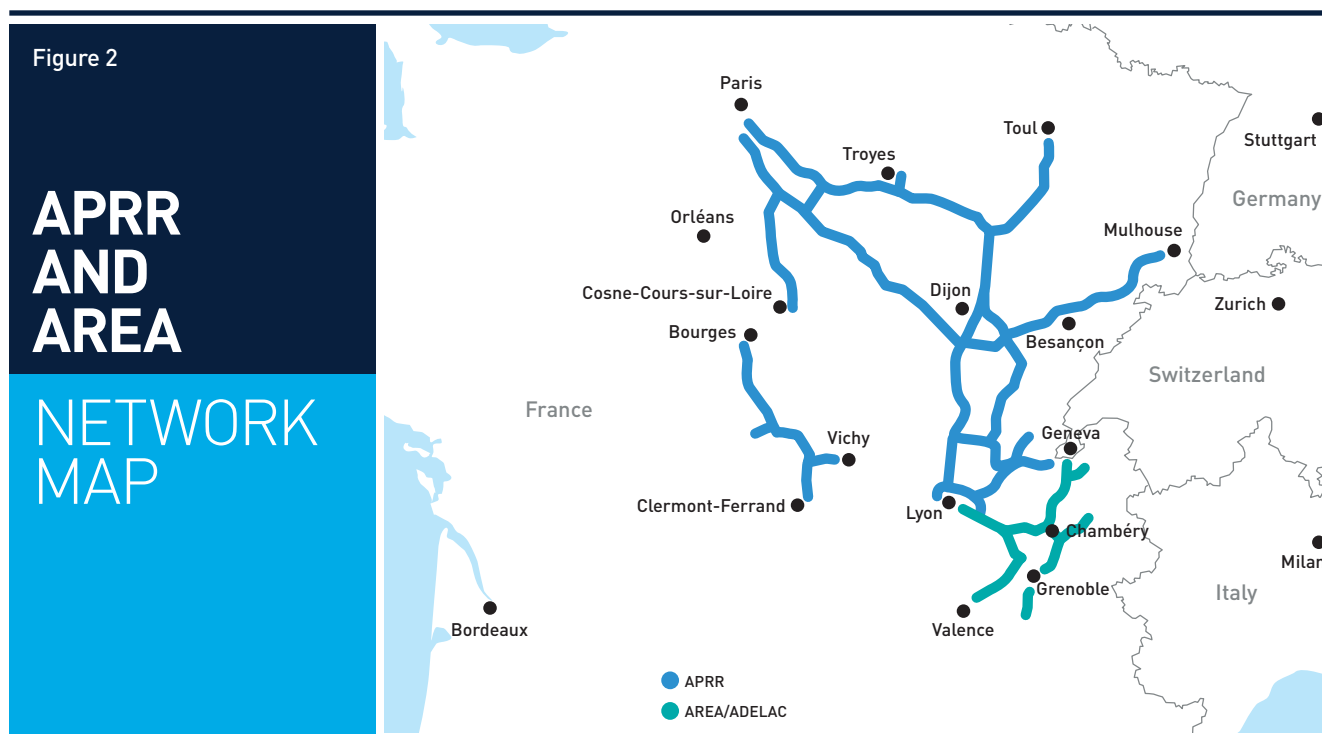 Figure 2
APRR
AND
AREA
NETWORK
MAP
Paris
Toul
Stuttgart
Troyes
Germany
Orléans
Mulhouse
Cosne-Cours-sur-Loire
Dijon
Zurich
Bourges
Besançon
Switzerland
France
Geneva
Vichy
Clermont-Ferrand
Lyon
Chambéry
Milan
Grenoble
Italy
Bordeaux
Valence
APRR
AREA/ADELAC